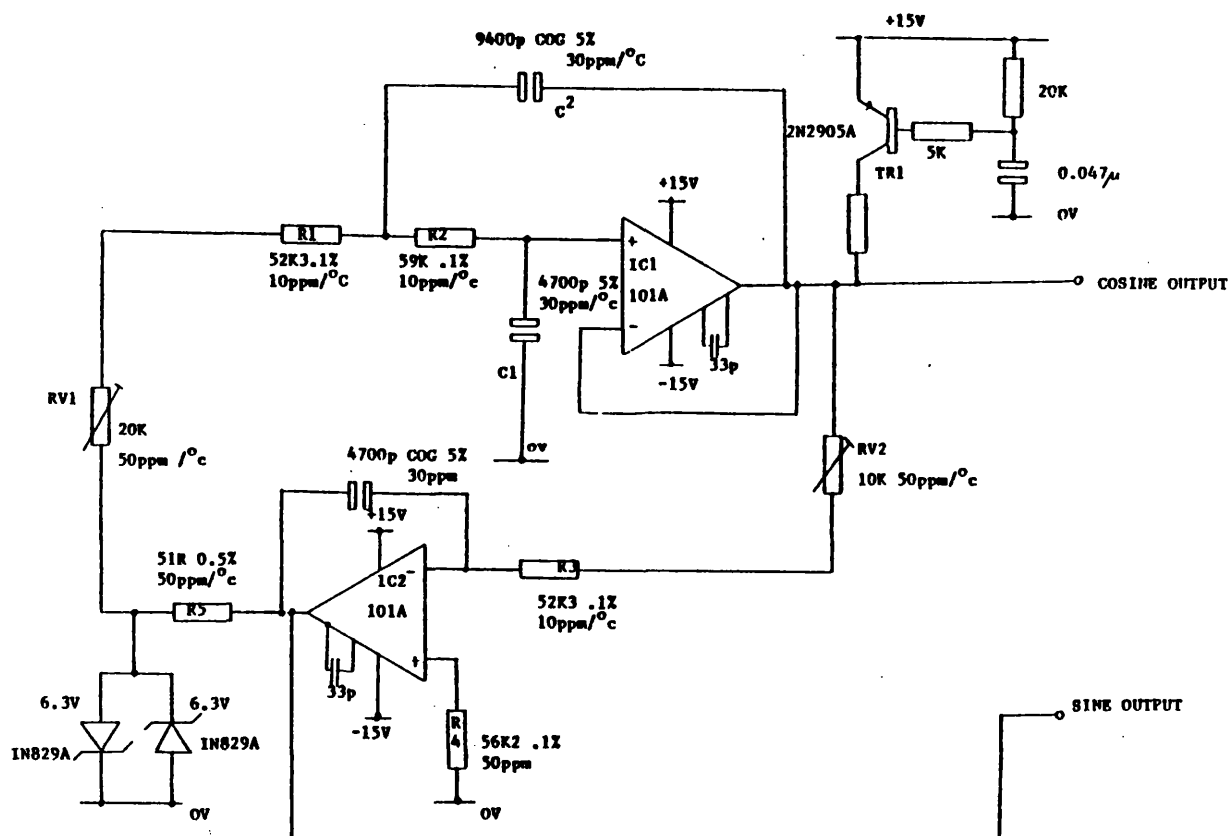 +15V
9400p COG 5%
30ppm/°C
C2
20K
2N2905A
5K
TR1
0.047μ
0V
+15V
R1
R2
52K3.1%
10ppm/°C
59K .1%
10ppm/°c
4700p 5%
30ppm/°c
+
IC1
101A
-
33p
-15V
C1
0V
COSINE OUTPUT
RV1
20K
50ppm /°c
RV2
10K 50ppm/°c
4700p COG 5%
30ppm
+15V
51R 0.5%
50ppm/°c
R5
IC2
-
101A
+
33p
-15V
R3
52K3 .1%
10ppm/°c
R
4
56K2 .1%
50ppm
0V
6.3V
6.3V
IN829A
IN829A
0V
SINE OUTPUT